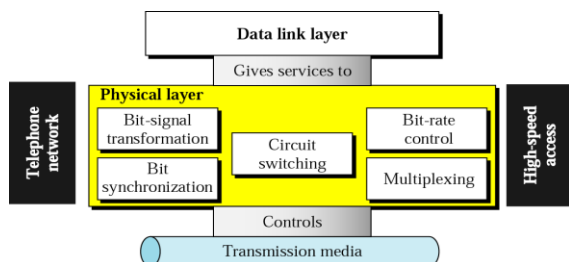 Data link layer
Gives services to
Physical layer
Telephone
network
Bit-signal
transformation
Bit
synchronization
Circuit
switching
Bit-rate
control
Multiplexing
High-speed
access
Controls
Transmission media